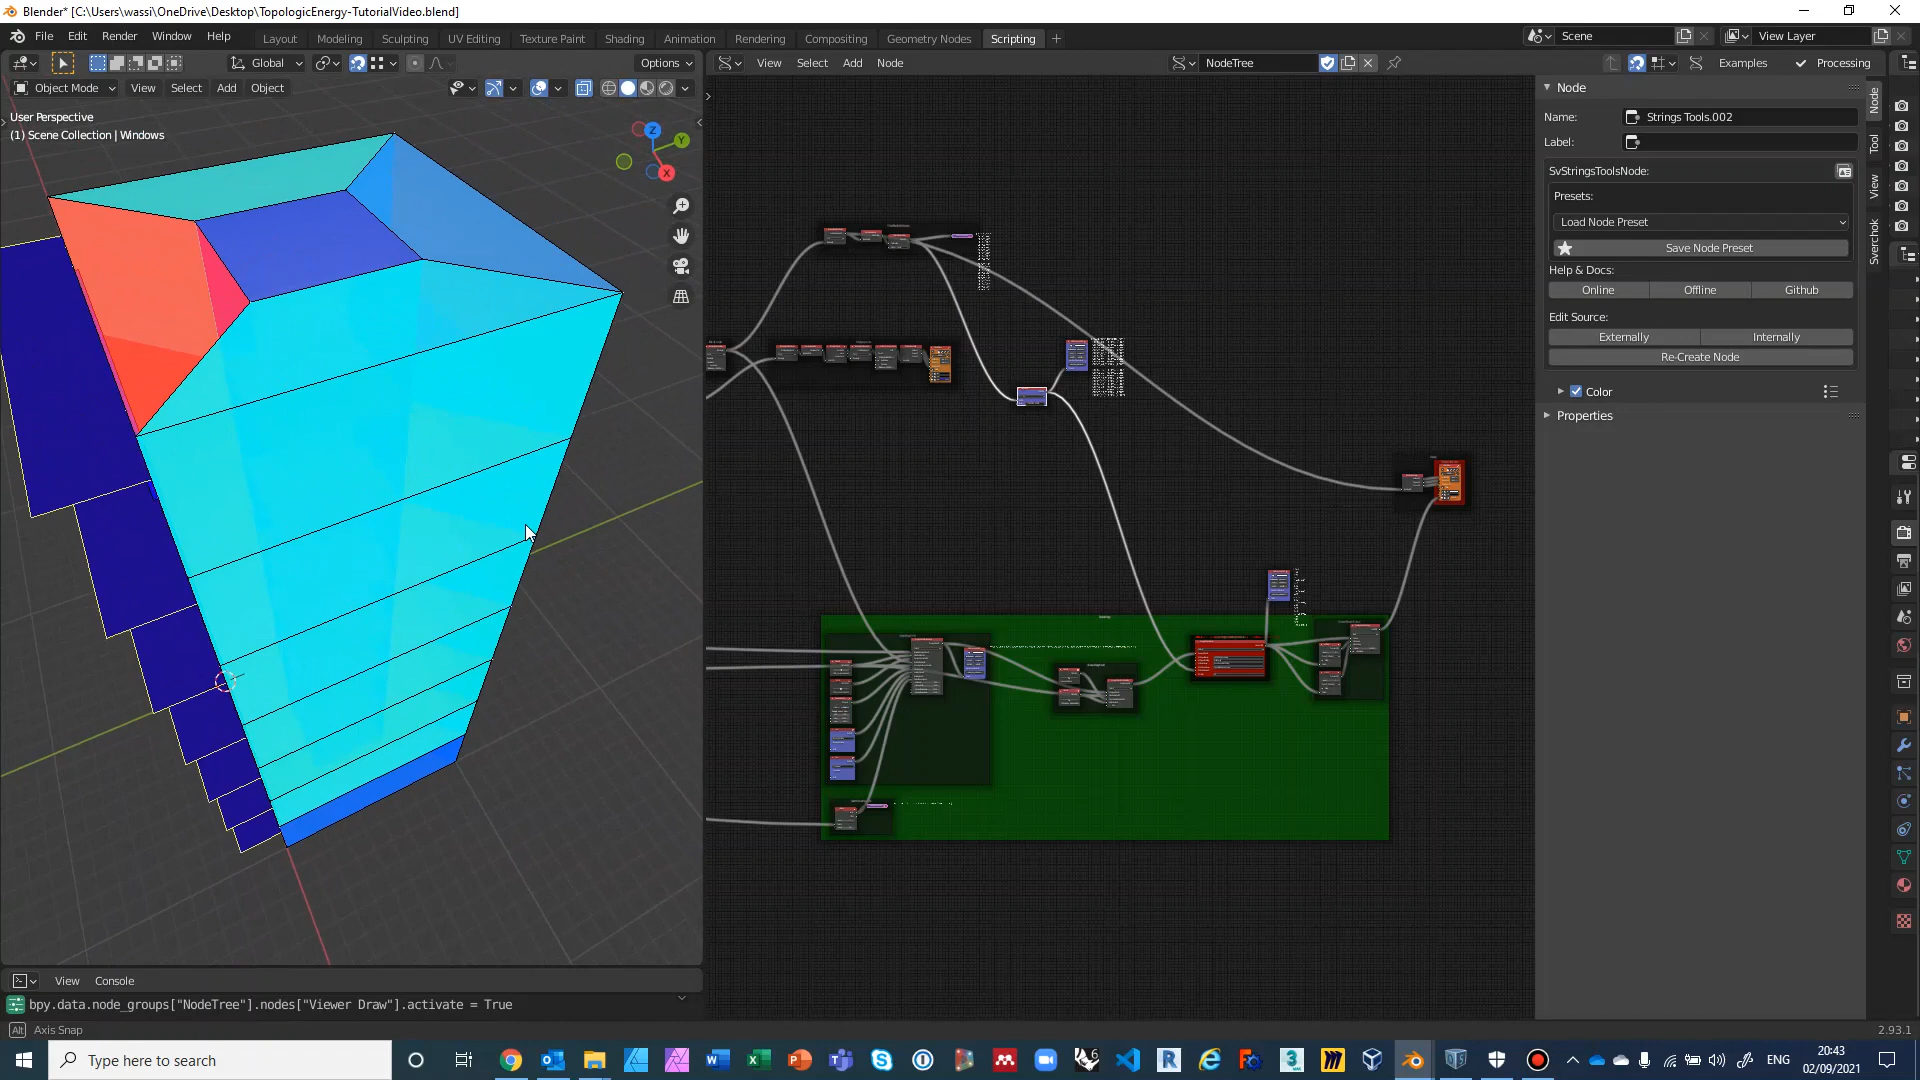 Blender* [C:\Users\wassi\OneDrive\Desktop\TopologicEnergy-TutorialVideo.blend]
File Edit Render Window Help
Layout Modeling Sculpting UV Editing Texture Paint Shading Animation Rendering Compositing Geometry Nodes Scripting +
Scene
View Layer
Global
Options
View Select Add Node
NodeTree
Examples
Processing
Object Mode View Select Add Object
User Perspective
(1) Scene Collection | Windows
Z
Y
X
Node
Name: Strings Tools.002
Label:
SvStringsToolsNode:
Presets:
Load Node Preset
Save Node Preset
Help & Docs:
Online Offline Github
Edit Source:
Externally Internally
Re-Create Node
Color
Properties
Node
Tool
View
Sverchok
View Console
bpy.data.node_groups["NodeTree"].nodes["Viewer Draw"].activate = True
Alt Axis Snap
2.93.1
Type here to search
ENG
20:43
02/09/2021